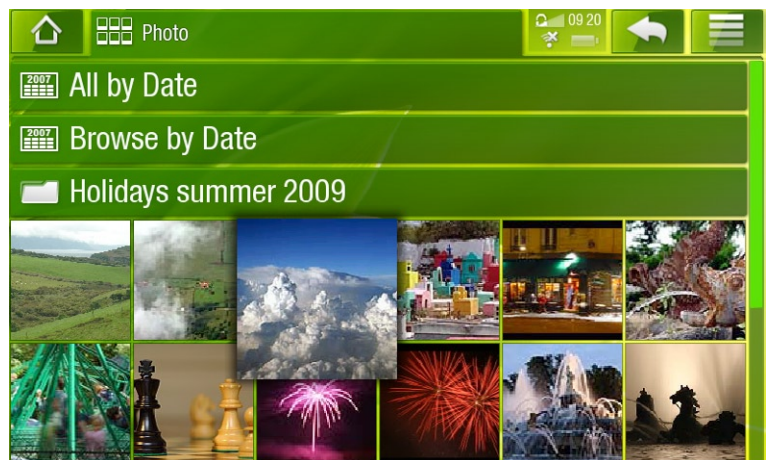 Photo
09 20
2007 All by Date
2007 Browse by Date
Holidays summer 2009